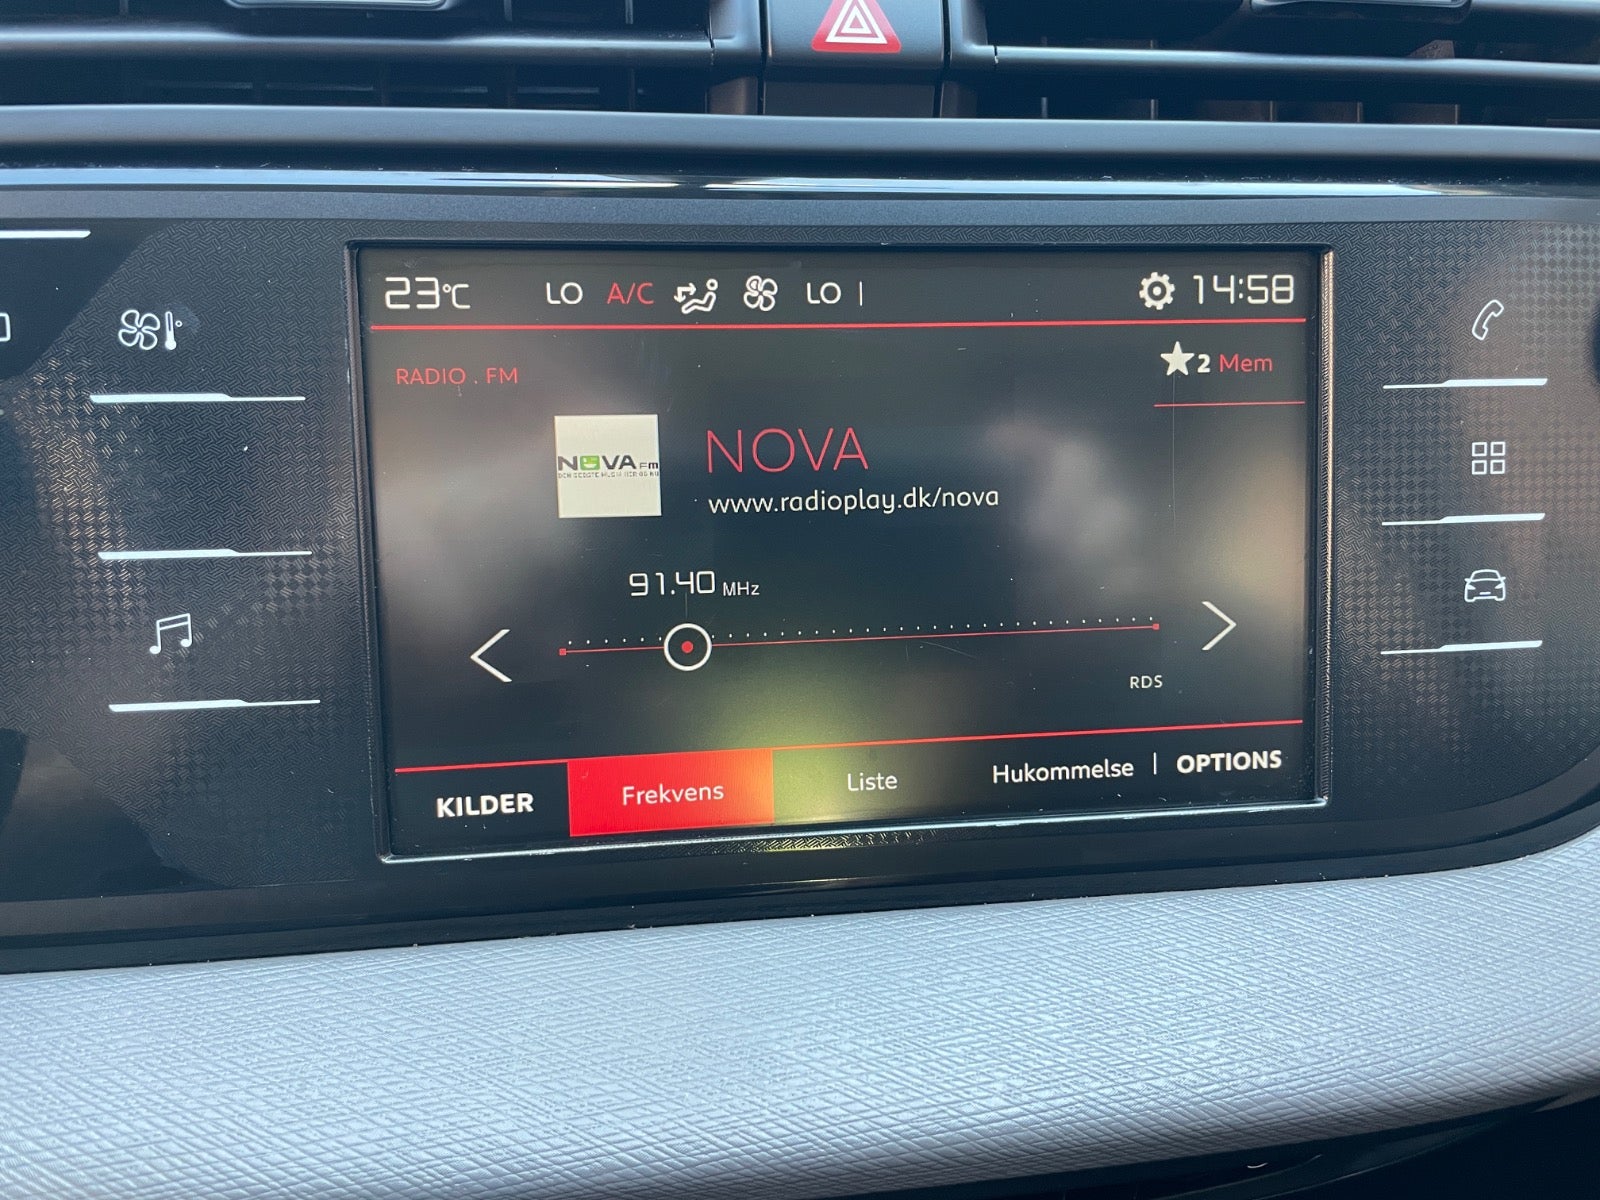 23°C LO A/C LO 14:58
RADIO . FM
2 Mem
NOVA FM
NOVA
www.radioplay.dk/nova
91.40 MHz
RDS
KILDER Frekvens Liste Hukommelse OPTIONS